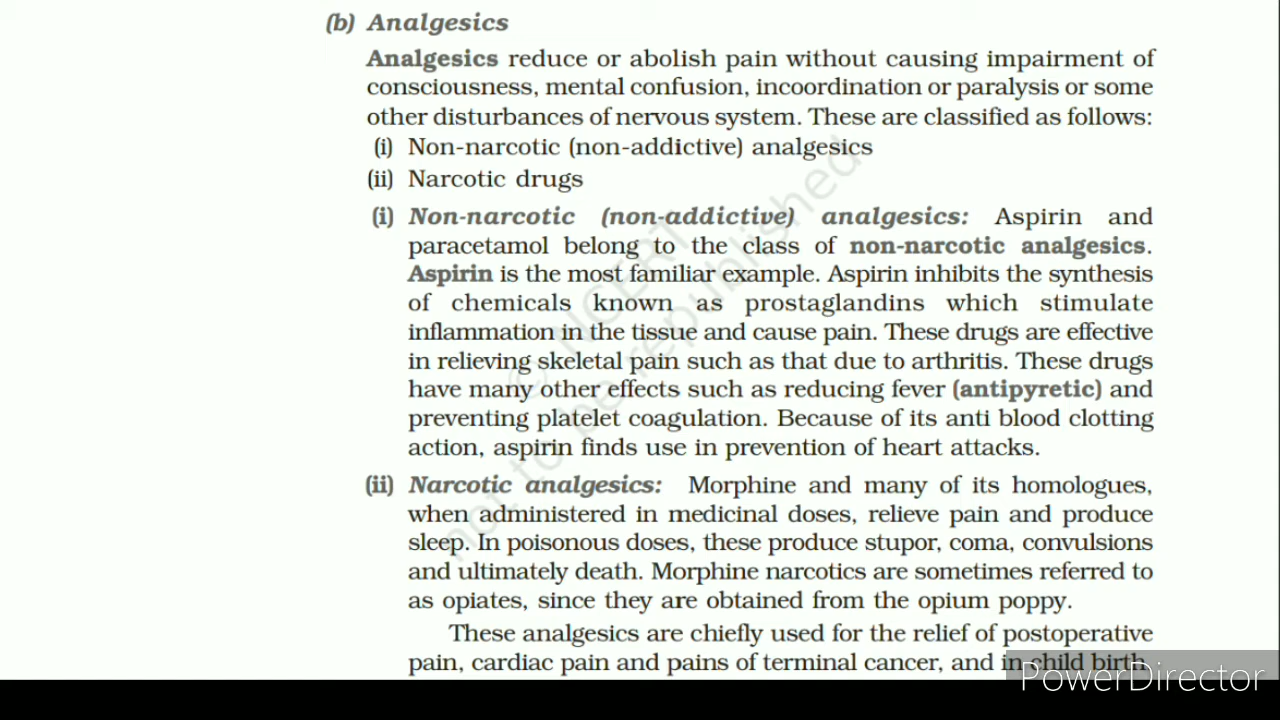 (b) Analgesics
Analgesics reduce or abolish pain without causing impairment of
consciousness, mental confusion, incoordination or paralysis or some
other disturbances of nervous system. These are classified as follows:
(i) Non-narcotic (non-addictive) analgesics
(ii) Narcotic drugs
(i) Non-narcotic (non-addictive) analgesics: Aspirin and
paracetamol belong to the class of non-narcotic analgesics.
Aspirin is the most familiar example. Aspirin inhibits the synthesis
of chemicals known as prostaglandins which stimulate
inflammation in the tissue and cause pain. These drugs are effective
in relieving skeletal pain such as that due to arthritis. These drugs
have many other effects such as reducing fever (antipyretic) and
preventing platelet coagulation. Because of its anti blood clotting
action, aspirin finds use in prevention of heart attacks.
(ii) Narcotic analgesics: Morphine and many of its homologues,
when administered in medicinal doses, relieve pain and produce
sleep. In poisonous doses, these produce stupor, coma, convulsions
and ultimately death. Morphine narcotics are sometimes referred to
as opiates, since they are obtained from the opium poppy.
These analgesics are chiefly used for the relief of postoperative
pain, cardiac pain and pains of terminal cancer, and in child birth.
PowerDirector
© NCERT
not to be republished